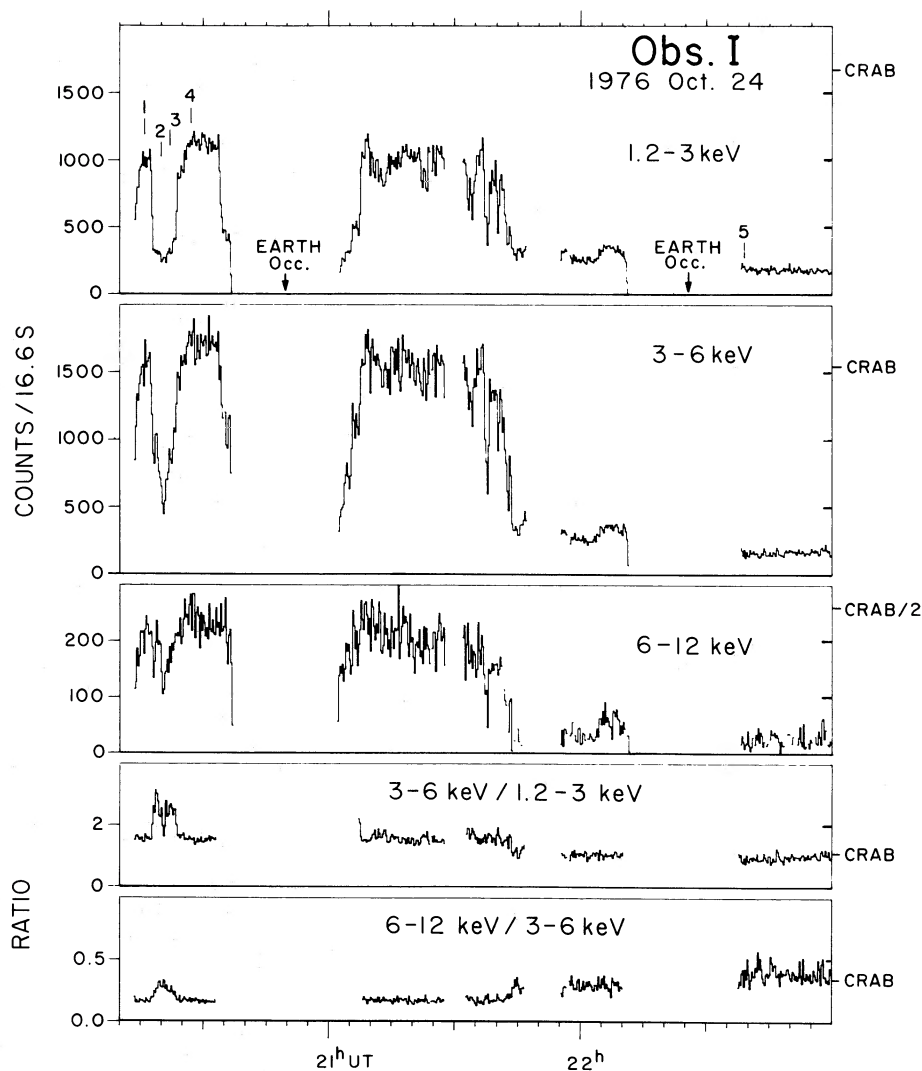 Obs. I
1976 Oct. 24
CRAB
1500
1000
500
0
1
2
3
4
5
1.2–3 keV
EARTH
Occ.
EARTH
Occ.
COUNTS / 16.6 S
1500
1000
500
0
3–6 keV
CRAB
200
100
0
6–12 keV
CRAB/2
RATIO
2
0
3–6 keV / 1.2–3 keV
CRAB
0.5
0.0
6–12 keV / 3–6 keV
CRAB
21h UT
22h